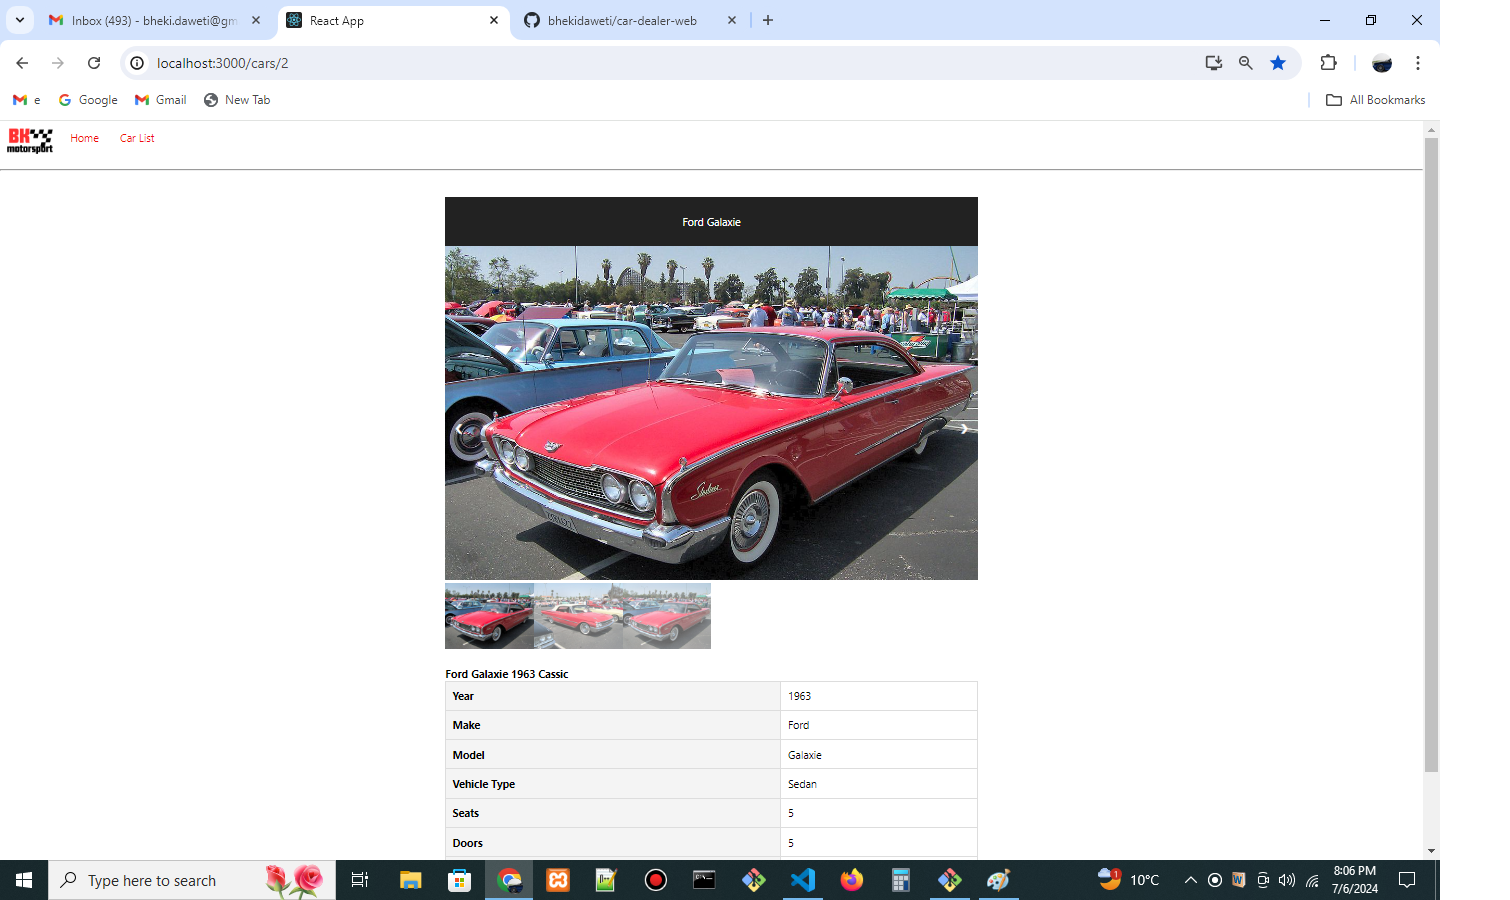 Inbox (493) - bheki.daweti@gm
React App
bhekidaweti/car-dealer-web
localhost:3000/cars/2
e
Google
Gmail
New Tab
All Bookmarks
BH
motorsport
Home
Car List
Ford Galaxie
Starliner
Ford Galaxie 1963 Cassic
Year 1963
Make Ford
Model Galaxie
Vehicle Type Sedan
Seats 5
Doors 5
Type here to search
1
10°C
8:06 PM
7/6/2024